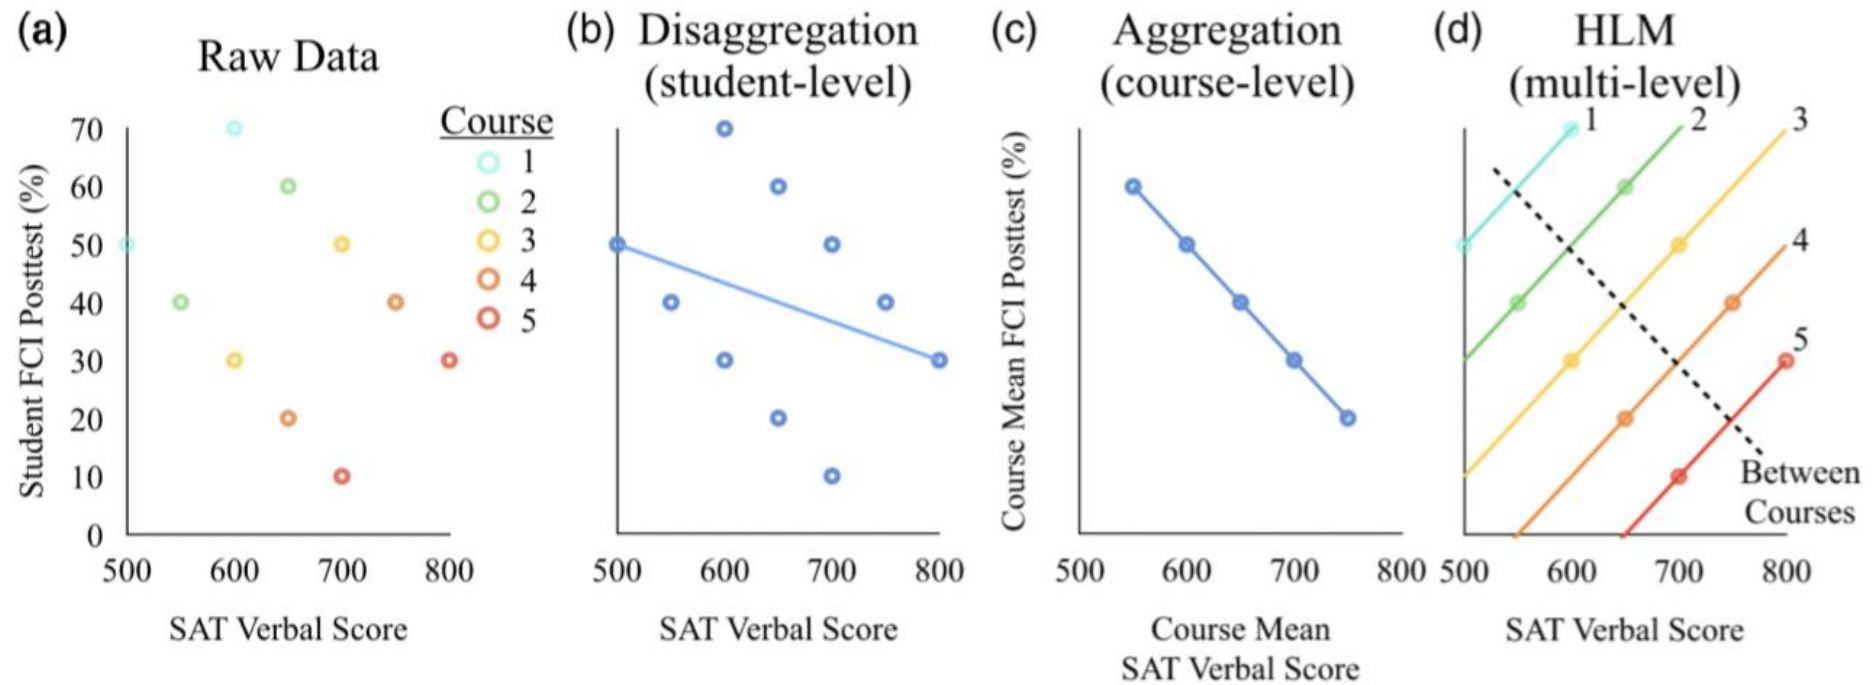 (a)
Raw Data
Student FCI Posttest (%)
70
60
50
40
30
20
10
0
500 600 700 800
SAT Verbal Score
Course
1
2
3
4
5
(b) Disaggregation
(student-level)
500 600 700 800
SAT Verbal Score
(c) Aggregation
(course-level)
Course Mean FCI Posttest (%)
500 600 700 800
Course Mean
SAT Verbal Score
(d) HLM
(multi-level)
1
2
3
4
5
Between
Courses
500 600 700 800
SAT Verbal Score